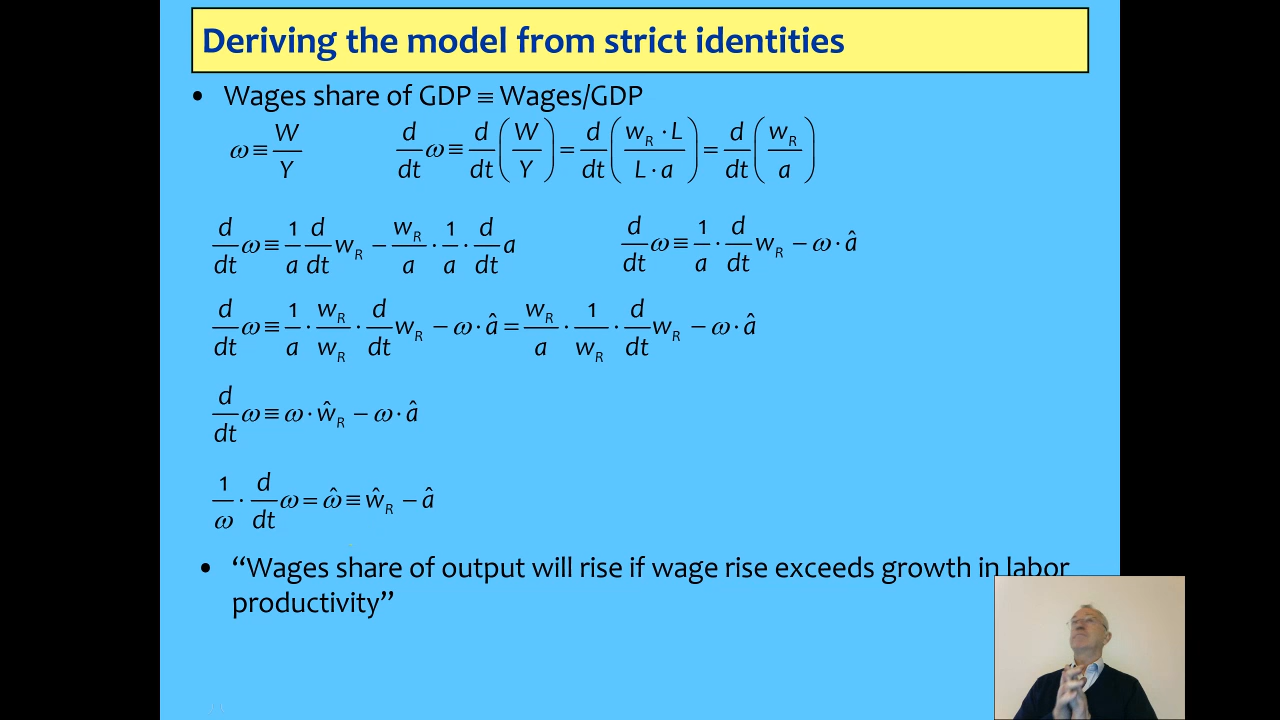 Deriving the model from strict identities
• Wages share of GDP ≡ Wages/GDP
ω ≡ W/Y d/dt ω ≡ d/dt (W/Y) = d/dt (w_R · L / L · a) = d/dt (w_R / a)
d/dt ω ≡ 1/a d/dt w_R − w_R/a · 1/a · d/dt a d/dt ω ≡ 1/a · d/dt w_R − ω · â
d/dt ω ≡ 1/a · w_R/w_R · d/dt w_R − ω · â = w_R/a · 1/w_R · d/dt w_R − ω · â
d/dt ω ≡ ω · ŵ_R − ω · â
1/ω · d/dt ω = ω̂ ≡ ŵ_R − â
• “Wages share of output will rise if wage rise exceeds growth in labor
productivity”